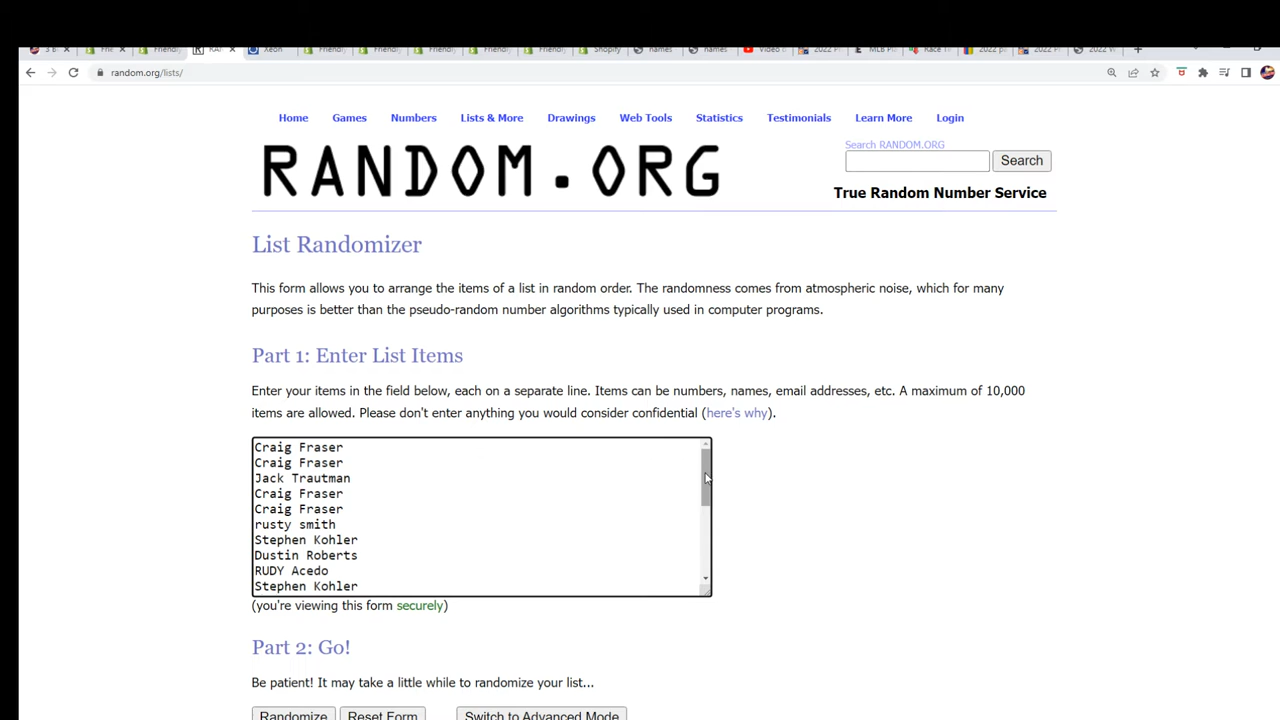 random.org/lists/
Home Games Numbers Lists & More Drawings Web Tools Statistics Testimonials Learn More Login
Search RANDOM.ORG
RANDOM.ORG
Search
True Random Number Service
List Randomizer
This form allows you to arrange the items of a list in random order. The randomness comes from atmospheric noise, which for many
purposes is better than the pseudo-random number algorithms typically used in computer programs.
Part 1: Enter List Items
Enter your items in the field below, each on a separate line. Items can be numbers, names, email addresses, etc. A maximum of 10,000
items are allowed. Please don't enter anything you would consider confidential (here's why).
Craig Fraser
Craig Fraser
Jack Trautman
Craig Fraser
Craig Fraser
rusty smith
Stephen Kohler
Dustin Roberts
RUDY Acedo
Stephen Kohler
(you're viewing this form securely)
Part 2: Go!
Be patient! It may take a little while to randomize your list...
Randomize Reset Form Switch to Advanced Mode